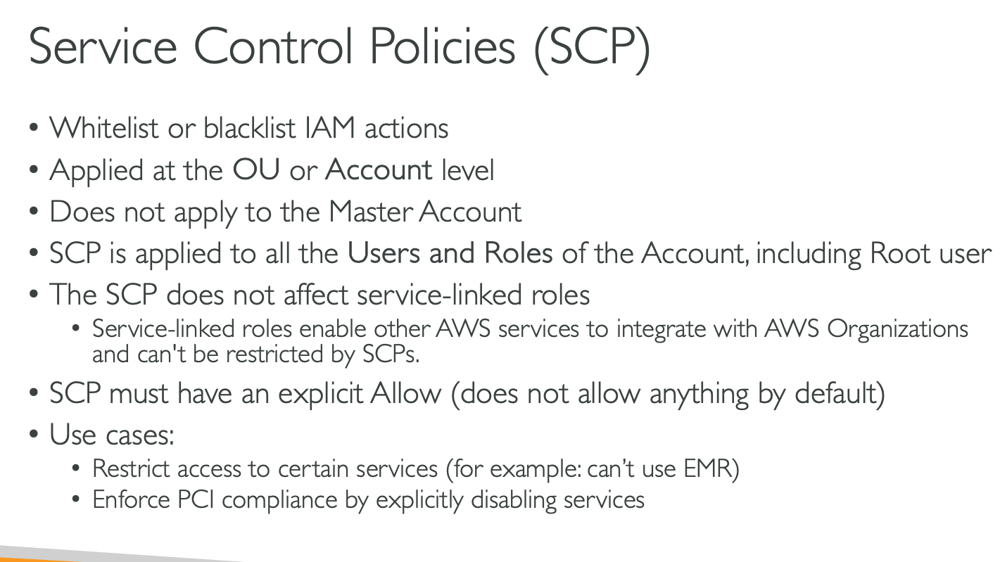 Service Control Policies (SCP)
• Whitelist or blacklist IAM actions
• Applied at the OU or Account level
• Does not apply to the Master Account
• SCP is applied to all the Users and Roles of the Account, including Root user
• The SCP does not affect service-linked roles
• Service-linked roles enable other AWS services to integrate with AWS Organizations
and can't be restricted by SCPs.
• SCP must have an explicit Allow (does not allow anything by default)
• Use cases:
• Restrict access to certain services (for example: can’t use EMR)
• Enforce PCI compliance by explicitly disabling services